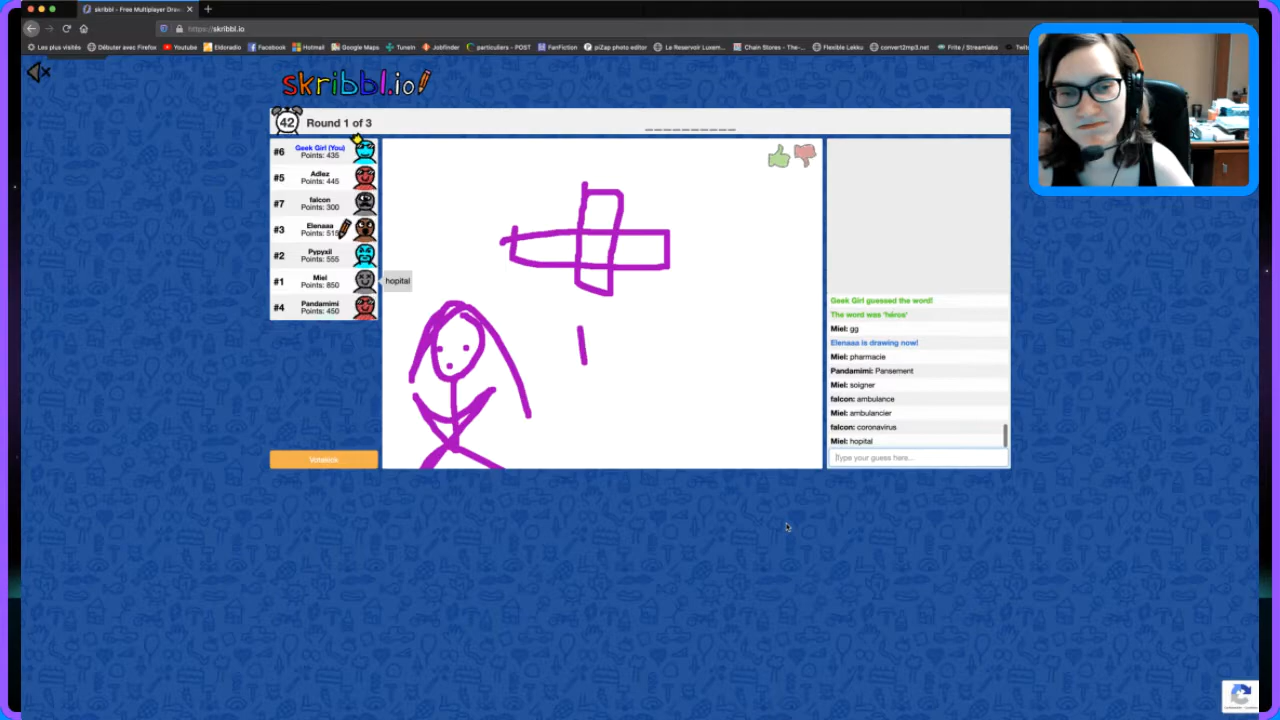 skribbl - Free Multiplayer Draw
https://skribbl.io
Les plus visités Débuter avec Firefox Youtube Eldoradio Facebook Hotmail Google Maps TuneIn Jobfinder particuliers - POST FanFiction piZap photo editor Le Reservoir Luxem... Chain Stores - The-... Flexible Lekku convert2mp3.net Frite / Streamlabs Twit
skribbl.io
42 Round 1 of 3 _________
#6 Geek Girl (You)
Points: 435
#5 Adlez
Points: 445
#7 falcon
Points: 300
#3 Elenaaa
Points: 515
#2 Pypyxil
Points: 555
#1 Miel
Points: 850
hopital
#4 Pandamimi
Points: 450
Votekick
Geek Girl guessed the word!
The word was 'héros'
Miel: gg
Elenaaa is drawing now!
Miel: pharmacie
Pandamimi: Pansement
Miel: soigner
falcon: ambulance
Miel: ambulancier
falcon: coronavirus
Miel: hopital
Type your guess here...